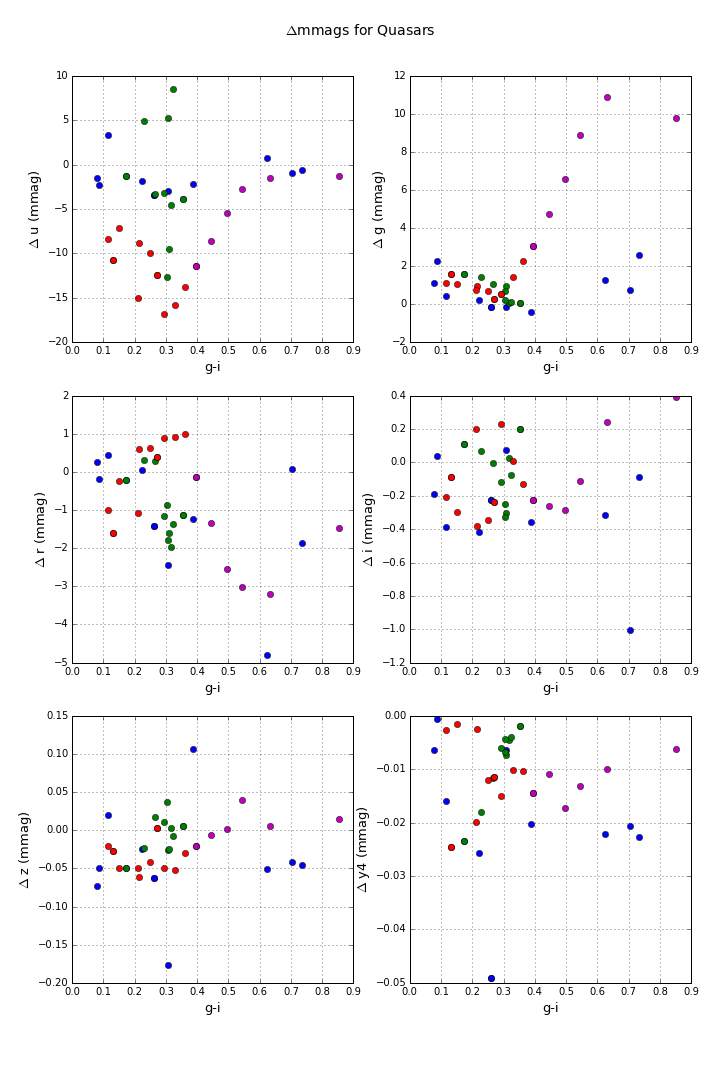 Δmmags for Quasars
10
5
0
−5
−10
−15
−20
Δ u (mmag)
0.0 0.1 0.2 0.3 0.4 0.5 0.6 0.7 0.8 0.9
g-i
12
10
8
6
4
2
0
−2
Δ g (mmag)
0.0 0.1 0.2 0.3 0.4 0.5 0.6 0.7 0.8 0.9
g-i
2
1
0
−1
−2
−3
−4
−5
Δ r (mmag)
0.0 0.1 0.2 0.3 0.4 0.5 0.6 0.7 0.8 0.9
g-i
0.4
0.2
0.0
−0.2
−0.4
−0.6
−0.8
−1.0
−1.2
Δ i (mmag)
0.0 0.1 0.2 0.3 0.4 0.5 0.6 0.7 0.8 0.9
g-i
0.15
0.10
0.05
0.00
−0.05
−0.10
−0.15
−0.20
Δ z (mmag)
0.0 0.1 0.2 0.3 0.4 0.5 0.6 0.7 0.8 0.9
g-i
0.00
−0.01
−0.02
−0.03
−0.04
−0.05
Δ y4 (mmag)
0.0 0.1 0.2 0.3 0.4 0.5 0.6 0.7 0.8 0.9
g-i